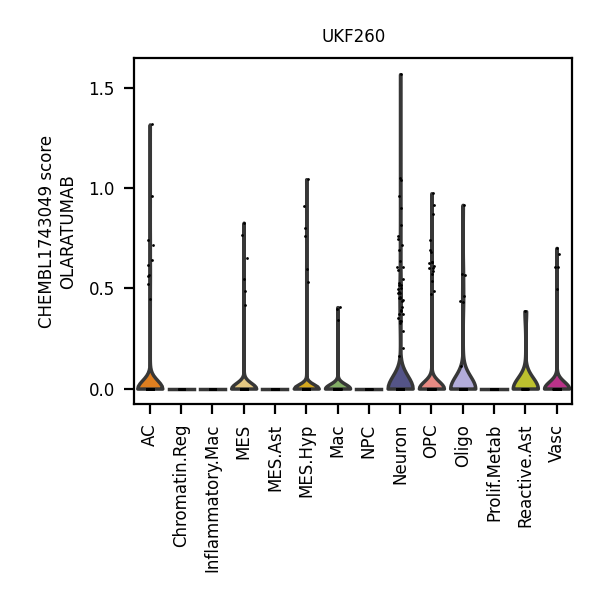 UKF260
CHEMBL1743049 score
OLARATUMAB
1.5
1.0
0.5
0.0
AC
Chromatin.Reg
Inflammatory.Mac
MES
MES.Ast
MES.Hyp
Mac
NPC
Neuron
OPC
Oligo
Prolif.Metab
Reactive.Ast
Vasc